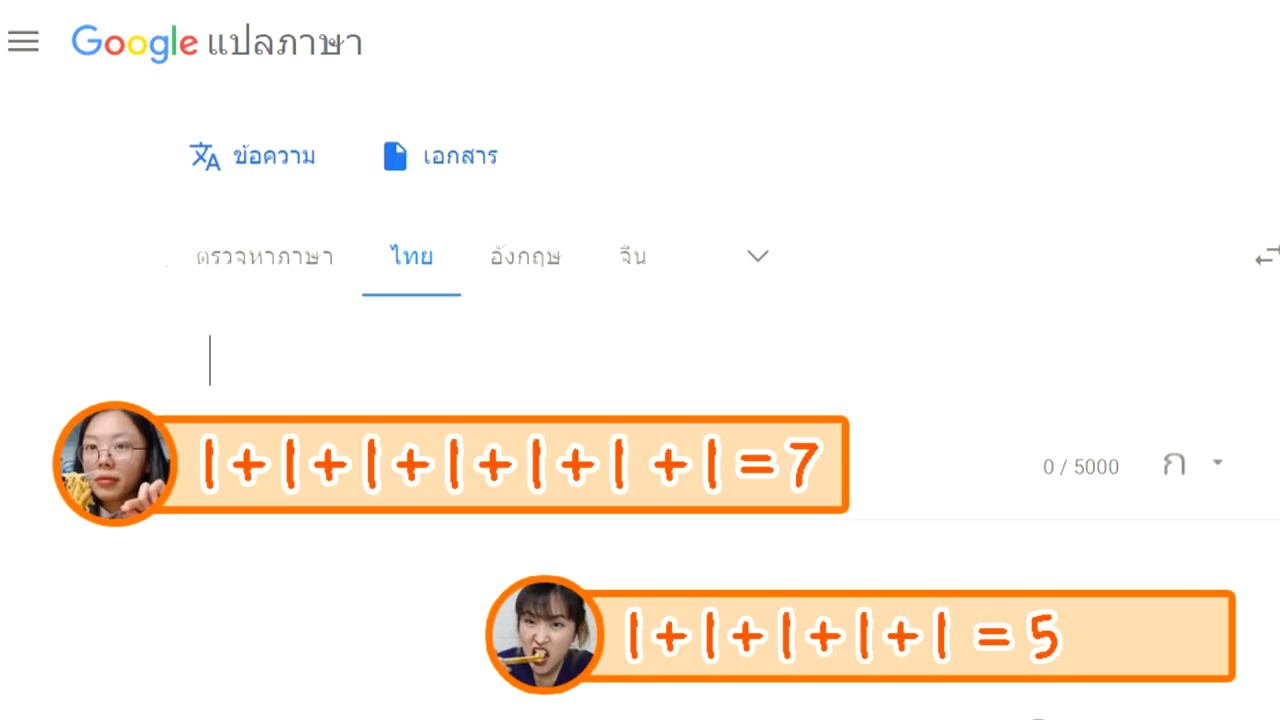 Google แปลภาษา
ข้อความ เอกสาร
ตรวจหาภาษา ไทย อังกฤษ จีน
1+1+1+1+1+1 +1=7
0 / 5000 ก
1+1+1+1+1 = 5